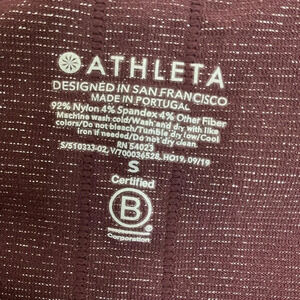 ATHLETA
DESIGNED IN SAN FRANCISCO
MADE IN PORTUGAL
92% Nylon 4% Spandex 4% Other Fiber
Machine wash cold/Wash and dry with like
colors/Do not bleach/Tumble dry low/Cool
iron if needed/Do not dry clean
RN 54023
S/510333-02, V/700036528, HO19, 09/19
S
Certified
B
Corporation